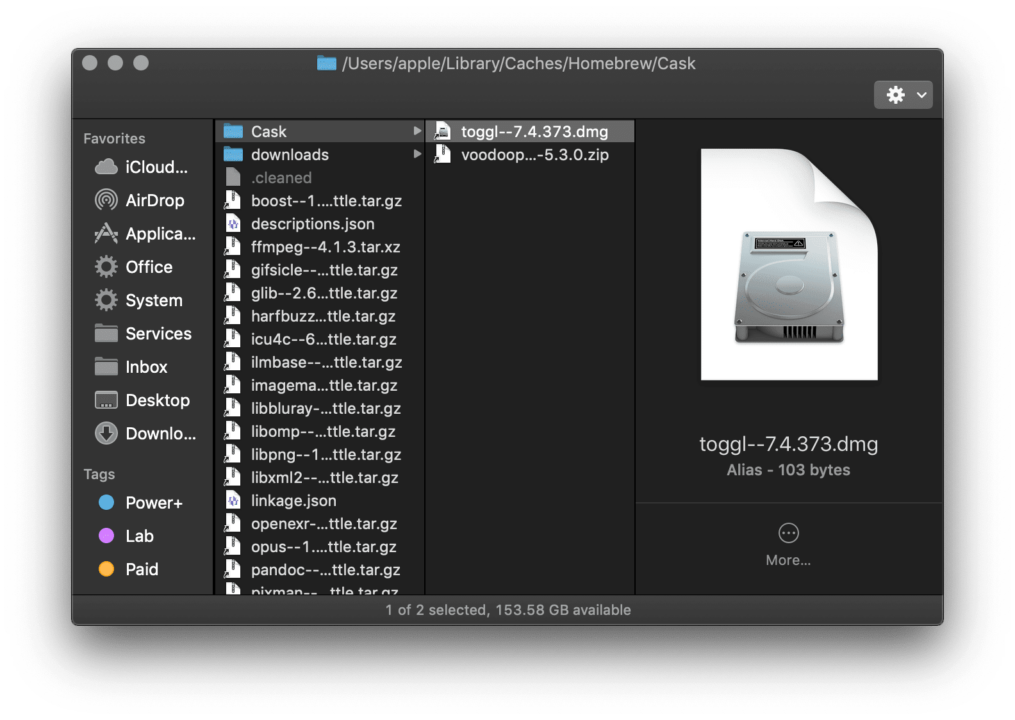 /Users/apple/Library/Caches/Homebrew/Cask
Favorites
iCloud...
AirDrop
Applica...
Office
System
Services
Inbox
Desktop
Downlo...
Tags
Power+
Lab
Paid
Cask
downloads
.cleaned
boost--1....ttle.tar.gz
descriptions.json
ffmpeg--4.1.3.tar.xz
gifsicle--...ttle.tar.gz
glib--2.6...ttle.tar.gz
harfbuzz...ttle.tar.gz
icu4c--6...ttle.tar.gz
ilmbase--...ttle.tar.gz
imagema...ttle.tar.gz
libbluray-...ttle.tar.gz
libomp--...ttle.tar.gz
libpng--1...ttle.tar.gz
libxml2--...ttle.tar.gz
linkage.json
openexr-...ttle.tar.gz
opus--1....ttle.tar.gz
pandoc--...ttle.tar.gz
pixman--...ttle.tar.gz
toggl--7.4.373.dmg
voodoop...-5.3.0.zip
toggl--7.4.373.dmg
Alias - 103 bytes
More...
1 of 2 selected, 153.58 GB available